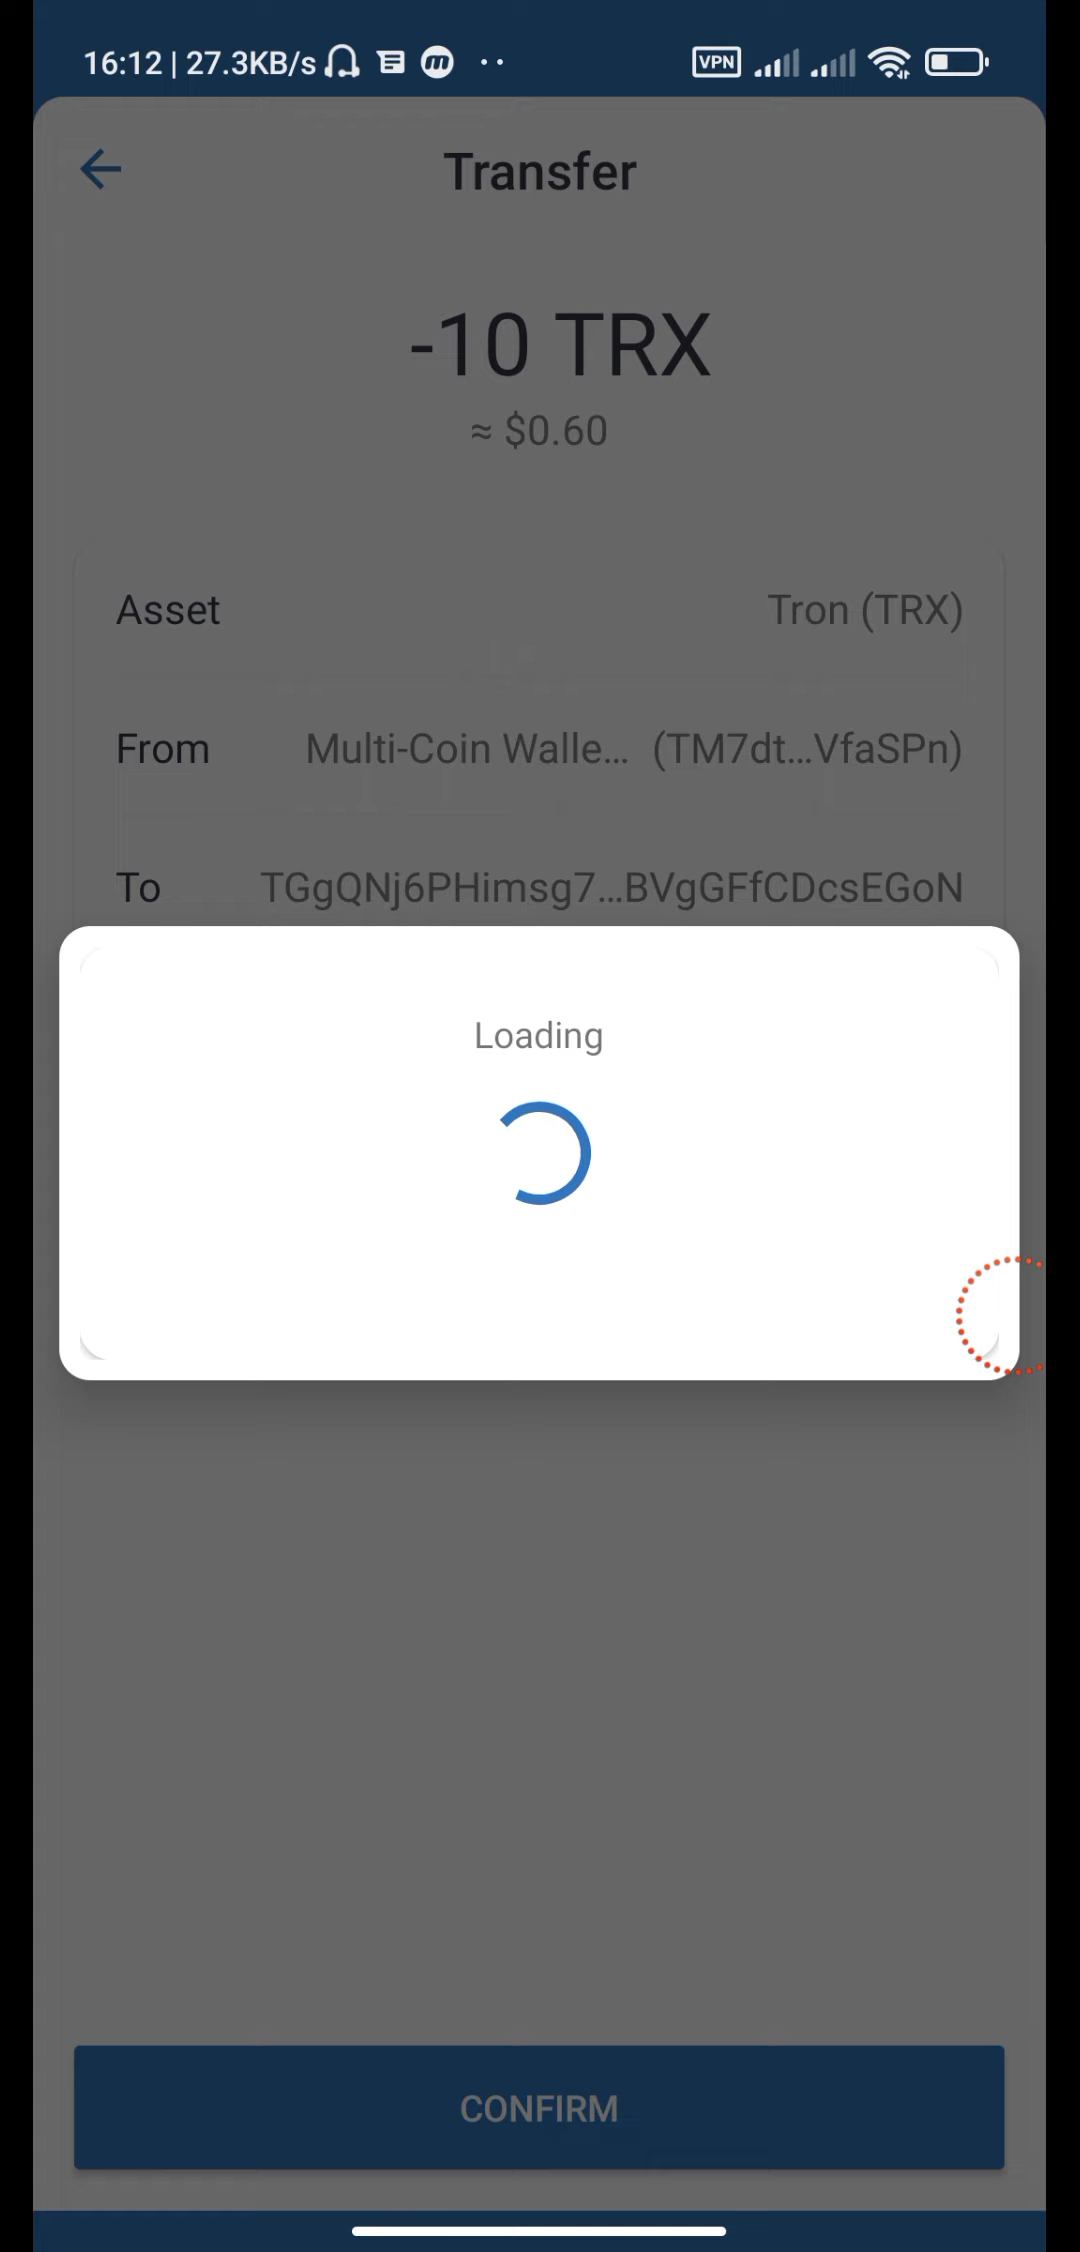 16:12 | 27.3KB/s
VPN
Transfer
-10 TRX
≈ $0.60
Asset Tron (TRX)
From Multi-Coin Walle... (TM7dt...VfaSPn)
To TGgQNj6PHimsg7...BVgGFfCDcsEGoN
Loading
CONFIRM